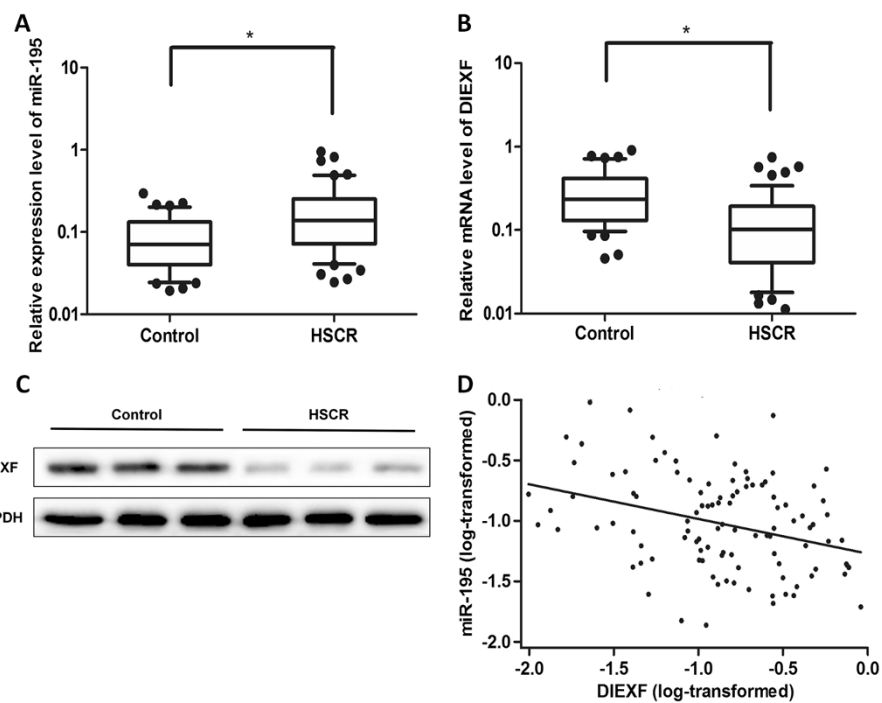 A
*
Relative expression level of miR-195
10
1
0.1
0.01
Control
HSCR
B
*
Relative mRNA level of DIEXF
10
1
0.1
0.01
Control
HSCR
C
Control
HSCR
XF
PDH
D
miR-195 (log-transformed)
0.0
-0.5
-1.0
-1.5
-2.0
-2.0
-1.5
-1.0
-0.5
0.0
DIEXF (log-transformed)